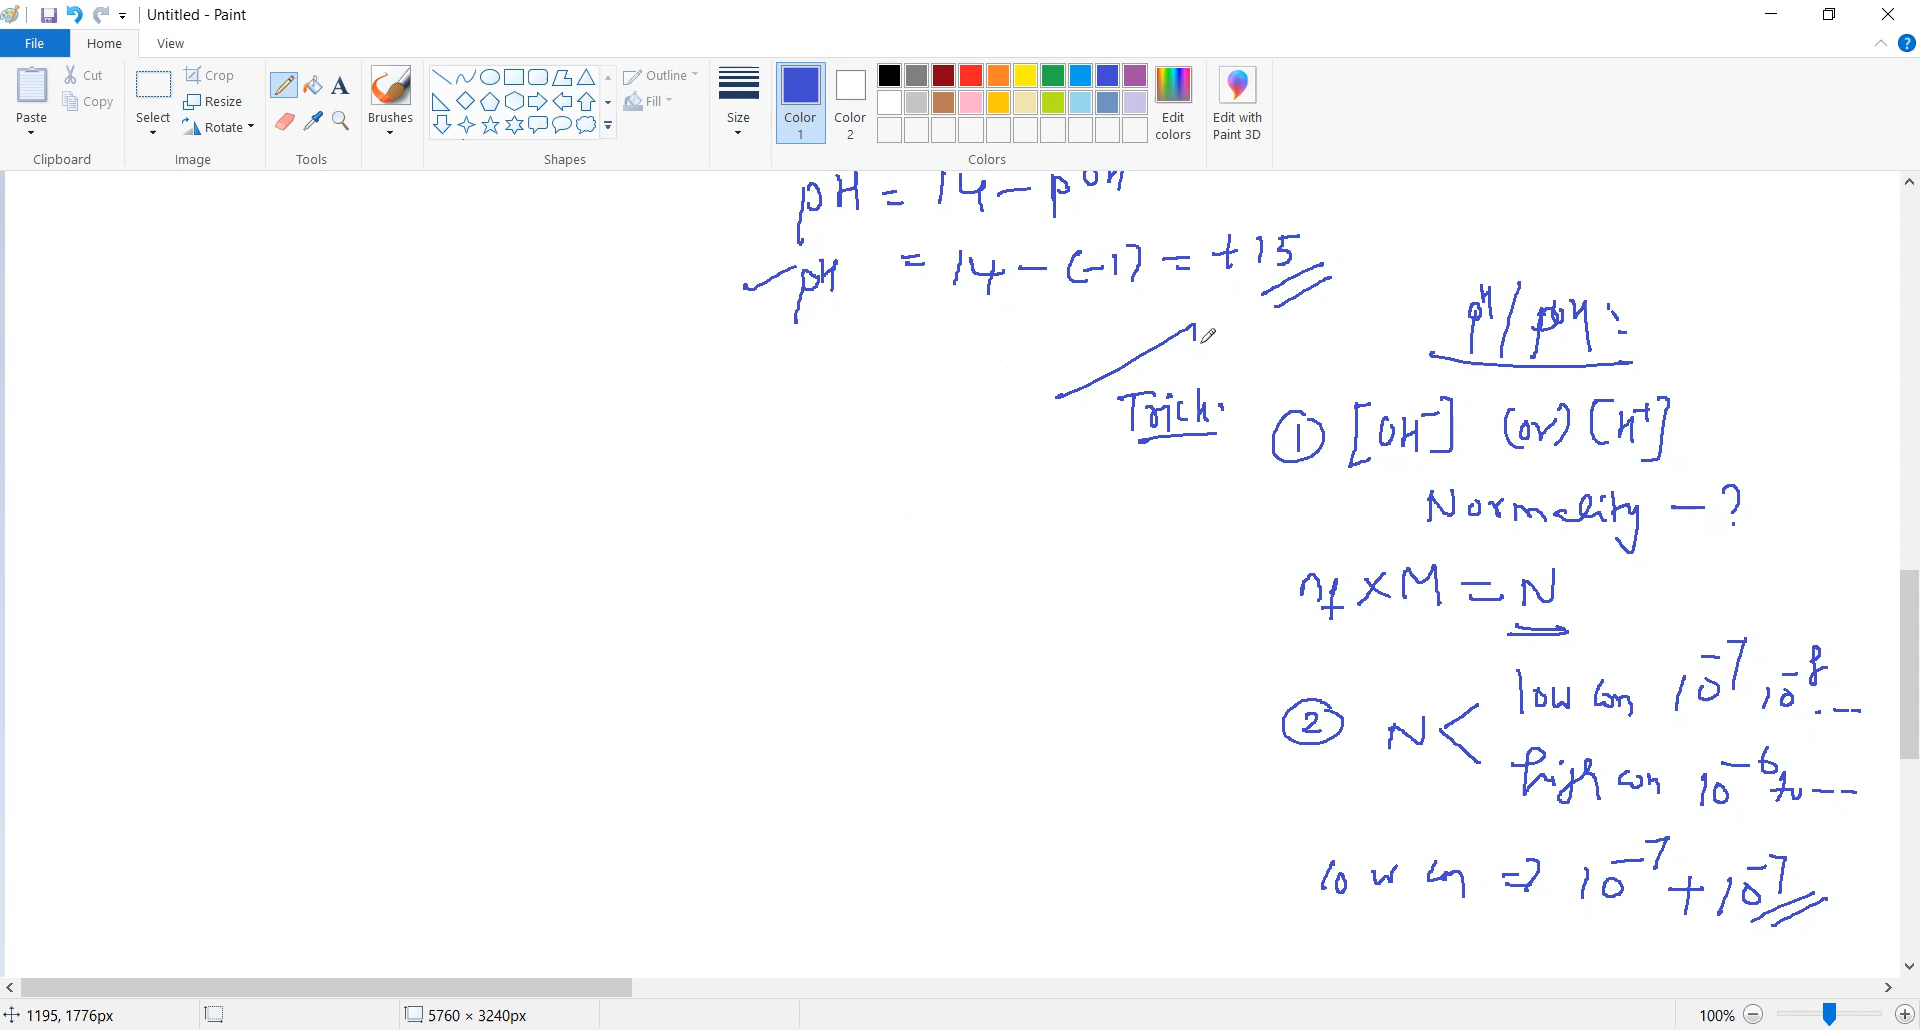 Untitled - Paint
File
Home
View
Paste
Cut
Copy
Clipboard
Select
Crop
Resize
Rotate
Image
A
Tools
Brushes
Shapes
Outline
Fill
Size
Color 1
Color 2
Edit colors
Colors
Edit with Paint 3D
pH = 14 - pOH
pH = 14 - (-1) = +15
pH / pOH :
Trick:
① [OH⁻] (or) [H⁺]
Normality - ?
nf × M = N
② N < low con 10⁻⁷ 10⁻⁸ ...
high con 10⁻⁶ to ---
low con => 10⁻⁷ + 10⁻⁷
1195, 1776px
5760 × 3240px
100%